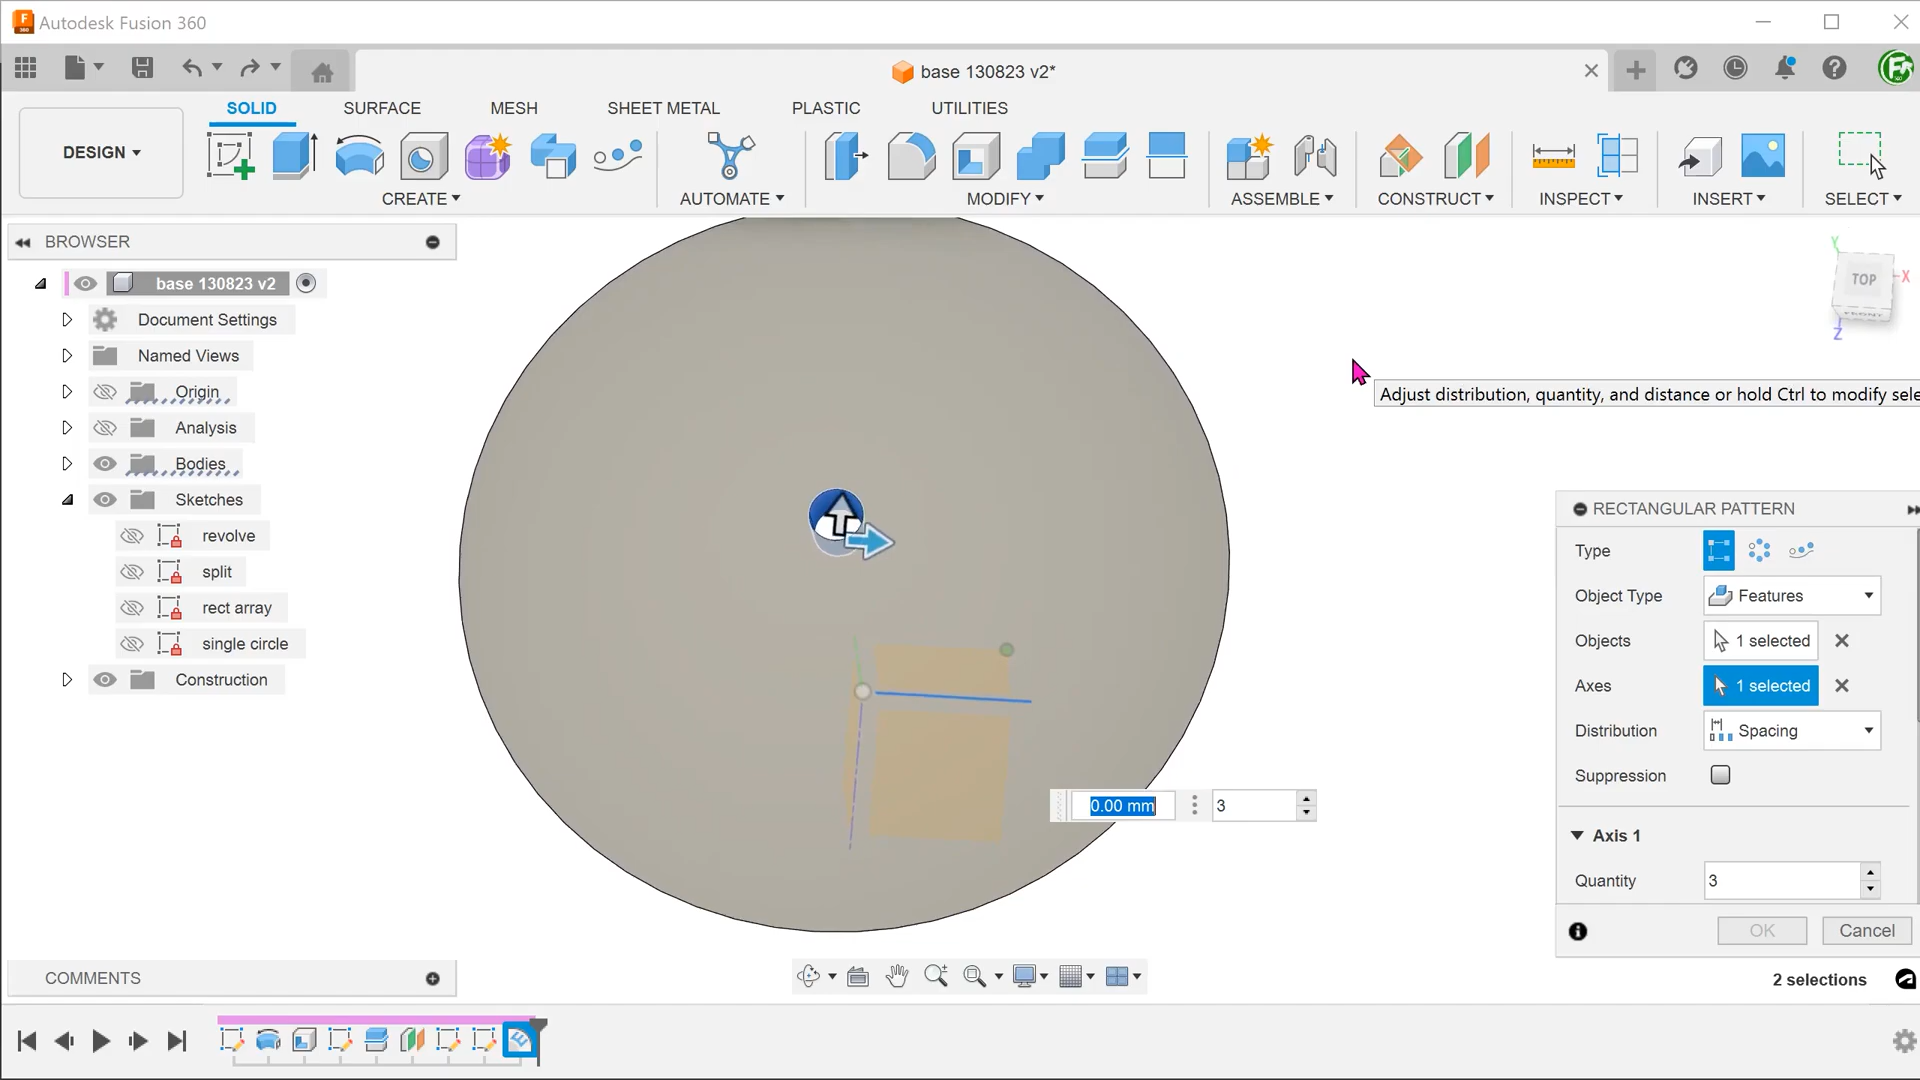 Autodesk Fusion 360
base 130823 v2*
SOLID SURFACE MESH SHEET METAL PLASTIC UTILITIES
DESIGN
CREATE AUTOMATE MODIFY ASSEMBLE CONSTRUCT INSPECT INSERT SELECT
BROWSER
base 130823 v2
Document Settings
Named Views
Origin
Analysis
Bodies
Sketches
revolve
split
rect array
single circle
Construction
Y
TOP
X
FRONT
Z
Adjust distribution, quantity, and distance or hold Ctrl to modify sele
0.00 mm 3
RECTANGULAR PATTERN
Type
Object Type Features
Objects 1 selected
Axes 1 selected
Distribution Spacing
Suppression
Axis 1
Quantity 3
OK Cancel
COMMENTS
2 selections